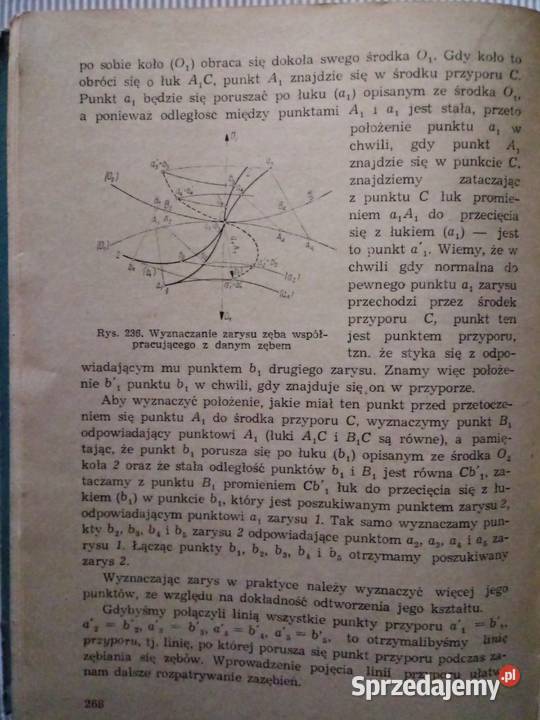 po sobie koło (O₁) obraca się dokoła swego środka O₁. Gdy koło to
obróci się o łuk A₁C, punkt A₁ znajdzie się w środku przyporu C.
Punkt a₁ będzie się poruszać po łuku (a₁) opisanym ze środka O₁,
a ponieważ odległość między punktami A₁ i a₁ jest stała, przeto
położenie punktu a₁ w
chwili, gdy punkt A₁
znajdzie się w punkcie C,
znajdziemy zataczając
z punktu C łuk promie-
niem a₁A₁ do przecięcia
się z łukiem (a₁) — jest
to punkt a'₁. Wiemy, że w
chwili gdy normalna do
pewnego punktu a₁ zarysu
przechodzi przez środek
przyporu C, punkt ten
jest punktem przyporu,
tzn. że styka się z odpo-
Rys. 236. Wyznaczanie zarysu zęba współ-
pracującego z danym zębem
wiadającym mu punktem b₁ drugiego zarysu. Znamy więc położe-
nie b'₁ punktu b₁ w chwili, gdy znajduje się on w przyporze.
Aby wyznaczyć położenie, jakie miał ten punkt przed przetocze-
niem się punktu A₁ do środka przyporu C, wyznaczymy punkt B₁
odpowiadający punktowi A₁ (łuki A₁C i B₁C są równe), a pamię-
tając, że punkt b₁ porusza się po łuku (b₁) opisanym ze środka O₂
koła 2 oraz że stała odległość punktów b₁ i B₁ jest równa Cb'₁, za-
taczamy z punktu B₁ promieniem Cb'₁ łuk do przecięcia się z łu-
kiem (b₁) w punkcie b₁, który jest poszukiwanym punktem zarysu 2,
odpowiadającym punktowi a₁ zarysu 1. Tak samo wyznaczamy pun-
kty b₂, b₃, b₄ i b₅ zarysu 2 odpowiadające punktom a₂, a₃, a₄ i a₅ za-
rysu 1. Łącząc punkty b₁, b₂, b₃, b₄ i b₅ otrzymamy poszukiwany
zarys 2.
Wyznaczając zarys w praktyce należy wyznaczyć więcej jego
punktów, ze względu na dokładność odtworzenia jego kształtu.
Gdybyśmy połączyli linią wszystkie punkty przyporu a'₁ = b'₁,
a'₂ = b'₂, a'₃ = b'₃, a'₄ = b'₄, a'₅ = b'₅, to otrzymalibyśmy linię
przyporu, tj. linię, po której porusza się punkt przyporu podczas za-
zębiania się zębów. Wprowadzenie pojęcia linii przyporu ułatwi
nam dalsze rozpatrywanie zazębień.
268
Sprzedajemy.pl